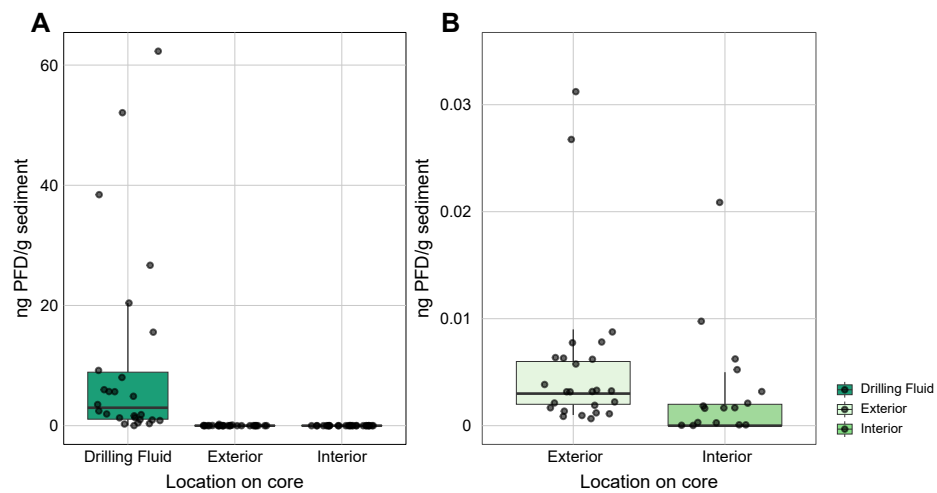 A
ng PFD/g sediment
60
40
20
0
Drilling Fluid
Exterior
Interior
Location on core
B
ng PFD/g sediment
0.03
0.02
0.01
0
Exterior
Interior
Location on core
Drilling Fluid
Exterior
Interior